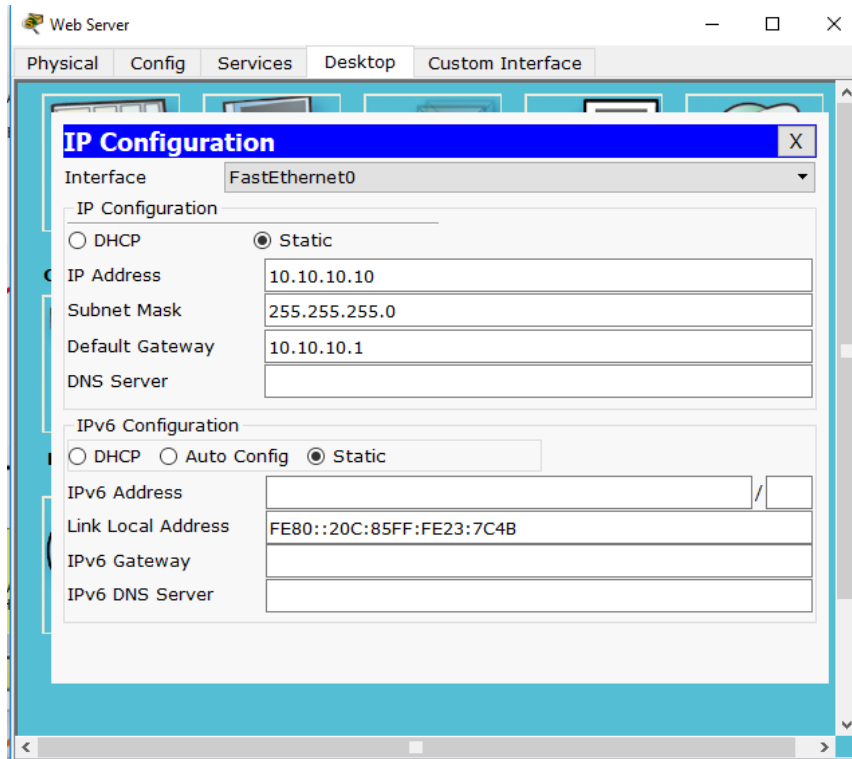 Web Server
Physical Config Services Desktop Custom Interface
IP Configuration X
Interface FastEthernet0
IP Configuration
DHCP Static
IP Address 10.10.10.10
Subnet Mask 255.255.255.0
Default Gateway 10.10.10.1
DNS Server
IPv6 Configuration
DHCP Auto Config Static
IPv6 Address /
Link Local Address FE80::20C:85FF:FE23:7C4B
IPv6 Gateway
IPv6 DNS Server